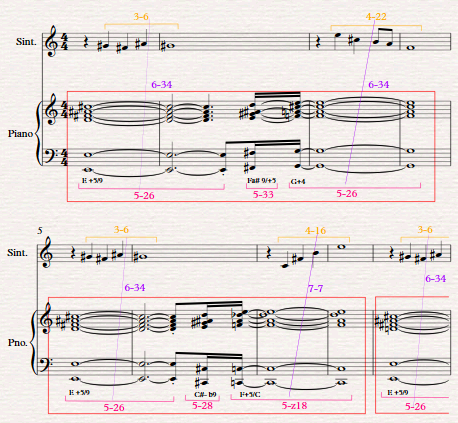 3-6 4-22
Sint.
6-34 6-34
Piano
E +5/9 Fa# 9/+5 G+4
5-26 5-33 5-26
5 3-6 4-16 3-6
Sint.
6-34 7-7 6-34
Pno.
E +5/9 C#- b9 F+5/C E +5/9
5-26 5-28 5-z18 5-26